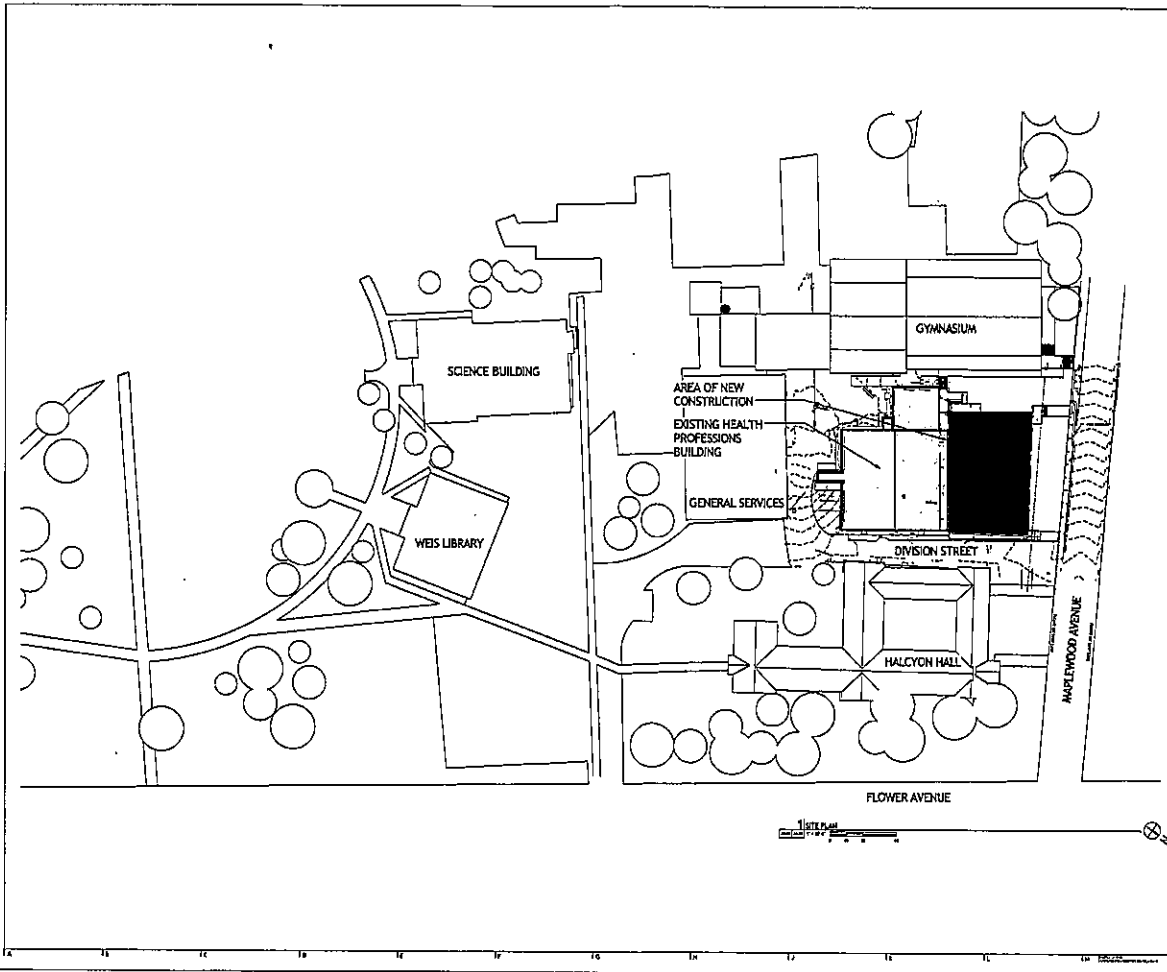 GYMNASIUM
SCIENCE BUILDING
AREA OF NEW
CONSTRUCTION
EXISTING HEALTH
PROFESSIONS
BUILDING
GENERAL SERVICES
WEIS LIBRARY
DIVISION STREET
HALCYON HALL
MAPLEWOOD AVENUE
FLOWER AVENUE
1 SITE PLAN